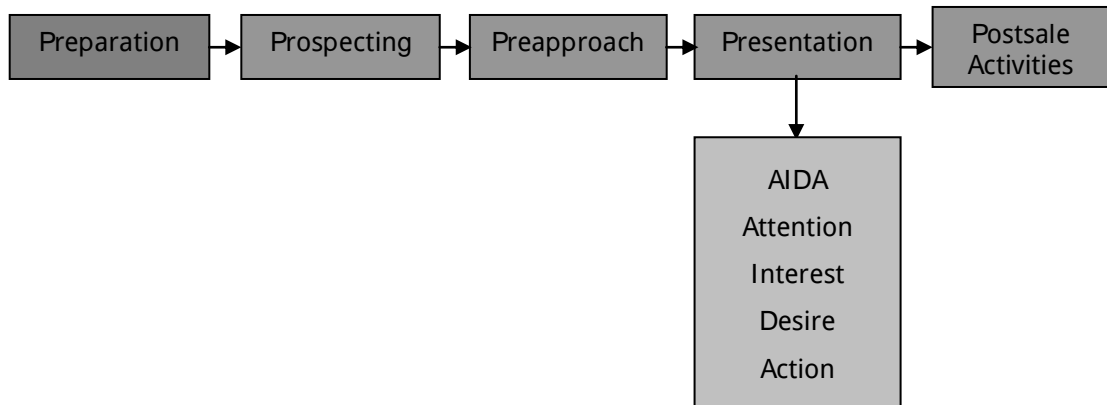 Preparation
Prospecting
Preapproach
Presentation
Postsale
Activities
AIDA
Attention
Interest
Desire
Action